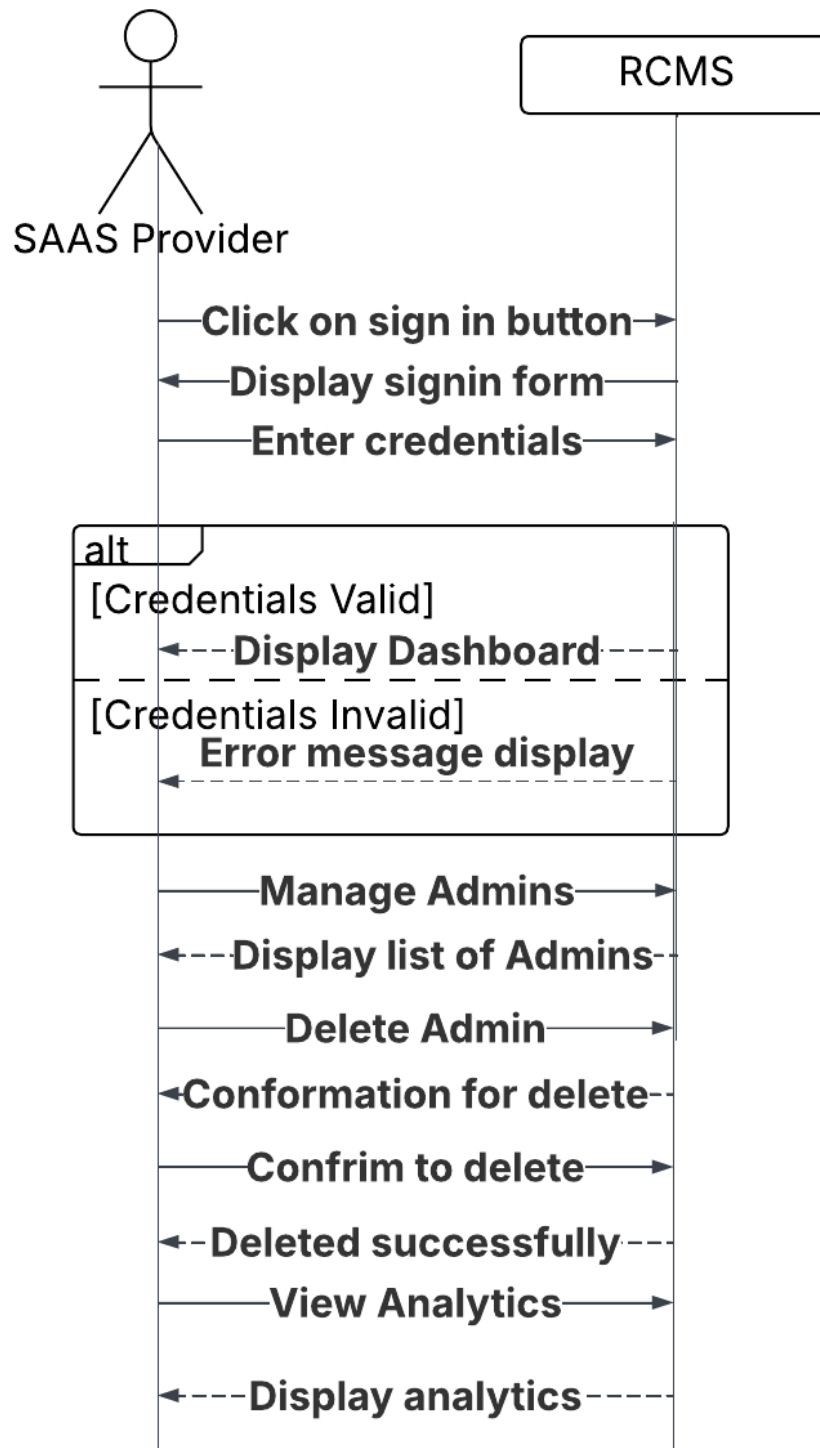 RCMS
SAAS Provider
Click on sign in button
Display signin form
Enter credentials
alt
[Credentials Valid]
Display Dashboard
[Credentials Invalid]
Error message display
Manage Admins
Display list of Admins
Delete Admin
Conformation for delete
Confrim to delete
Deleted successfully
View Analytics
Display analytics